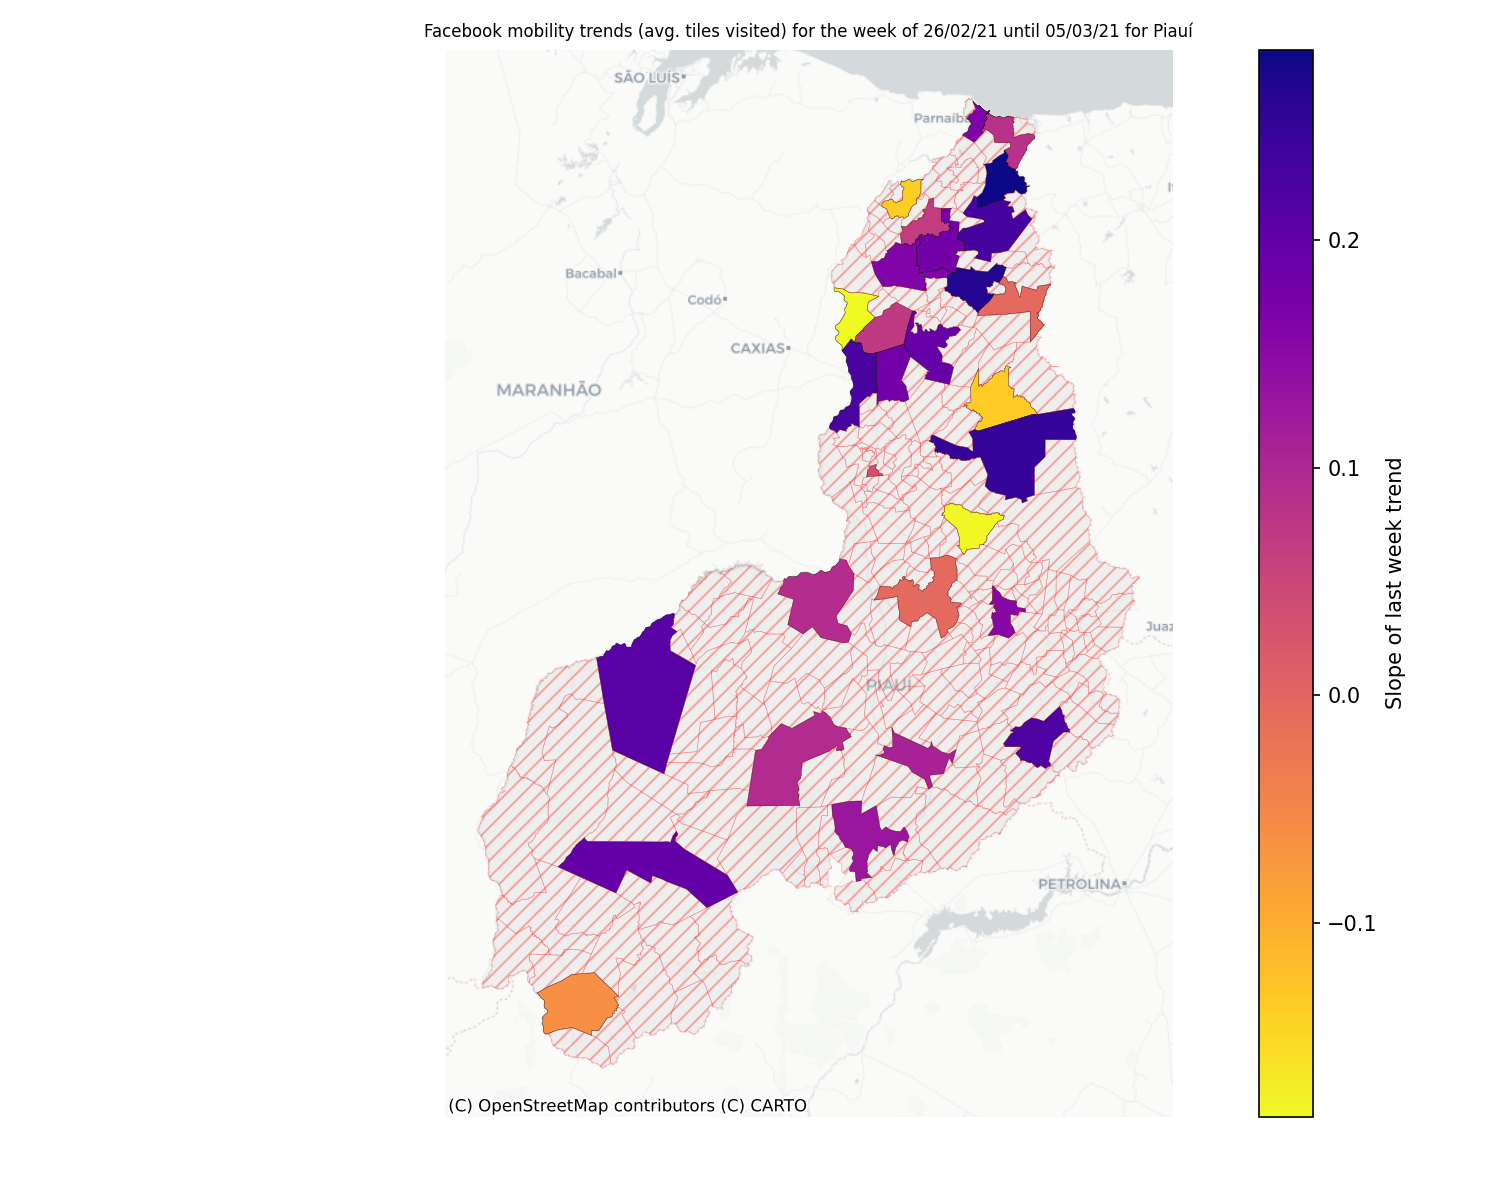 Facebook mobility trends (avg. tiles visited) for the week of 26/02/21 until 05/03/21 for Piauí
SÃO LUÍS
Parnaíba
Bacabal
Codó
CAXIAS
MARANHÃO
Juaz
PIAUÍ
PETROLINA
(C) OpenStreetMap contributors (C) CARTO
0.2
0.1
0.0
−0.1
Slope of last week trend